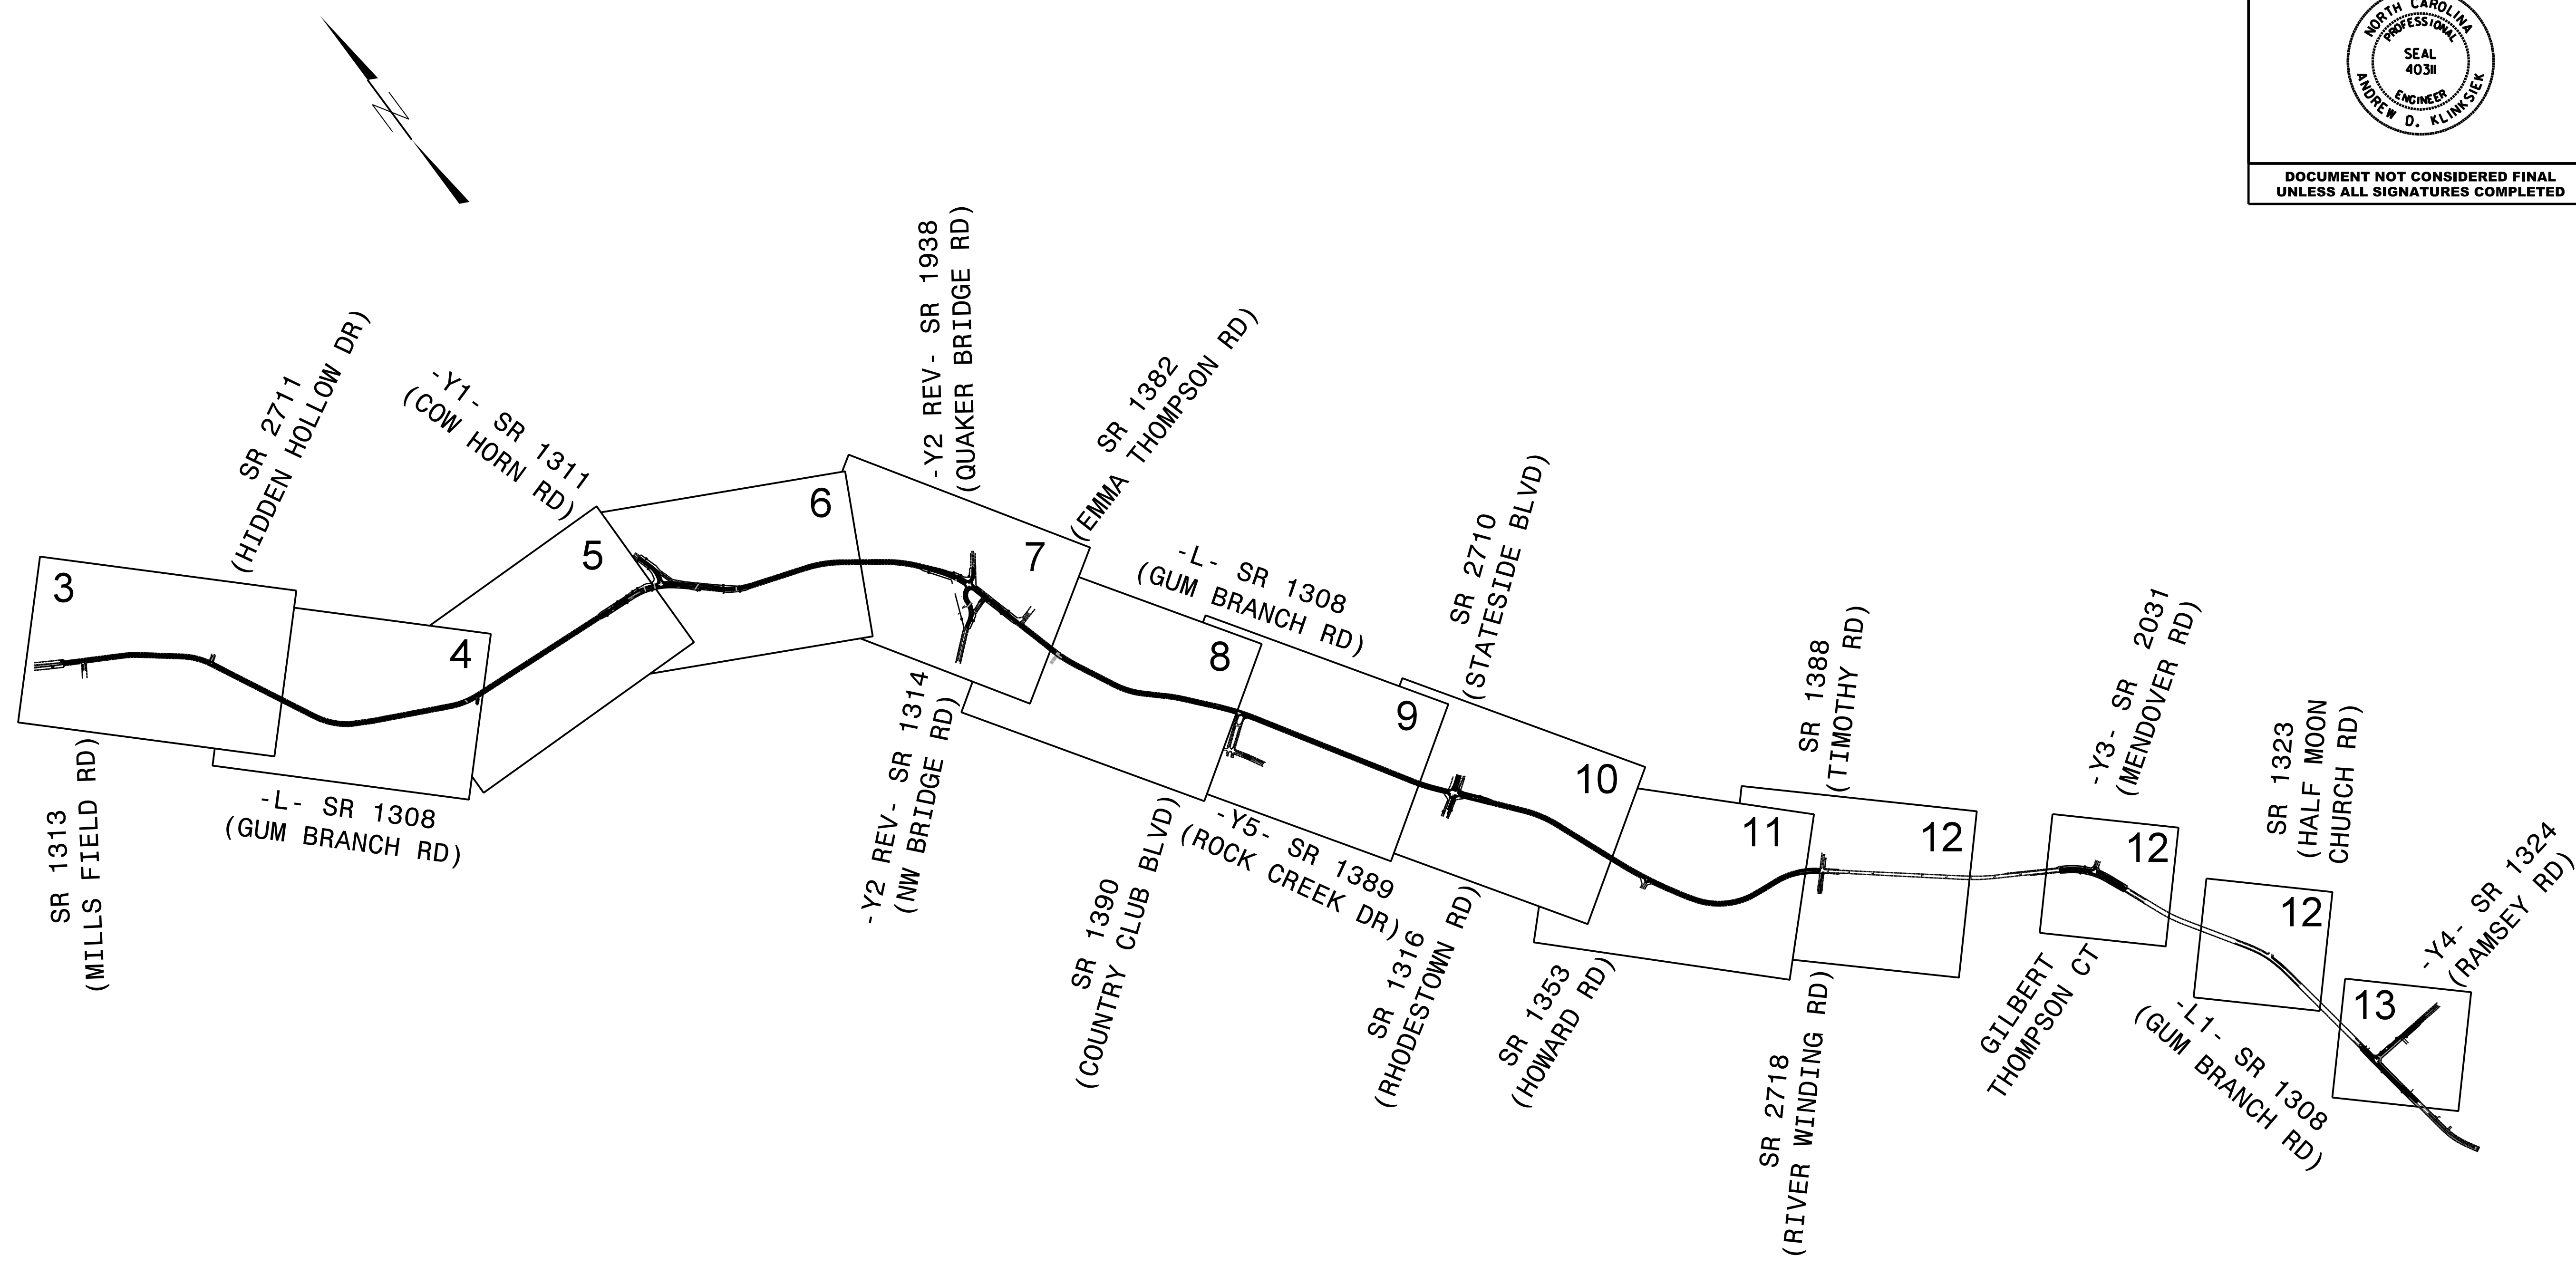 NORTH CAROLINA
PROFESSIONAL
SEAL
40311
ENGINEER
ANDREW D. KLINKSIEK
DOCUMENT NOT CONSIDERED FINAL
UNLESS ALL SIGNATURES COMPLETED
N
SR 2711
(HIDDEN HOLLOW DR)
-Y1- SR 1311
(COW HORN RD)
-Y2 REV- SR 1938
(QUAKER BRIDGE RD)
SR 1382
(EMMA THOMPSON RD)
-L- SR 1308
(GUM BRANCH RD)
SR 2710
(STATESIDE BLVD)
SR 1388
(TIMOTHY RD)
-Y3- SR 2031
(MENDOVER RD)
SR 1323
(HALF MOON
CHURCH RD)
-Y4- SR 1324
(RAMSEY RD)
3
4
5
6
7
8
9
10
11
12
12
12
13
SR 1313
(MILLS FIELD RD)
-L- SR 1308
(GUM BRANCH RD)
-Y2 REV- SR 1314
(NW BRIDGE RD)
SR 1390
(COUNTRY CLUB BLVD)
-Y5- SR 1389
(ROCK CREEK DR)
SR 1316
(RHODESTOWN RD)
SR 1353
(HOWARD RD)
SR 2718
(RIVER WINDING RD)
GILBERT
THOMPSON CT
-L1- SR 1308
(GUM BRANCH RD)